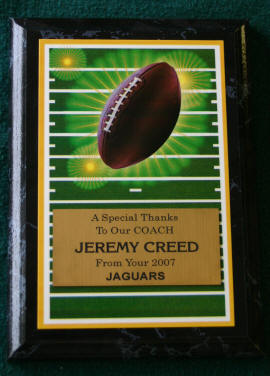 A Special Thanks
To Our COACH
JEREMY CREED
From Your 2007
JAGUARS